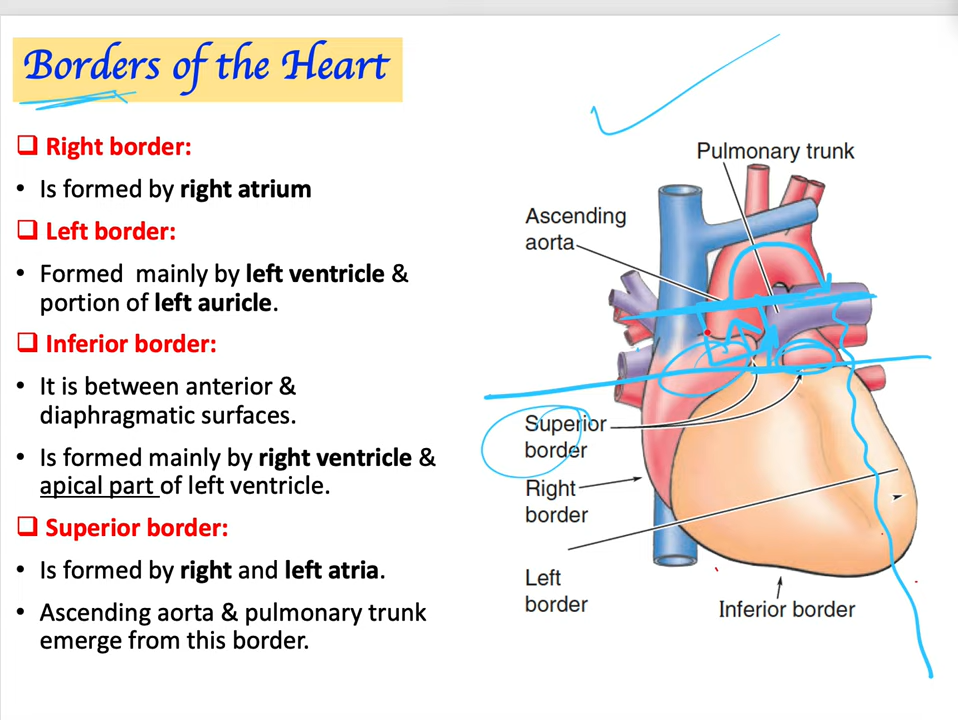 Borders of the Heart
❑ Right border:
• Is formed by right atrium
❑ Left border:
• Formed mainly by left ventricle &
portion of left auricle.
❑ Inferior border:
• It is between anterior &
diaphragmatic surfaces.
• Is formed mainly by right ventricle &
apical part of left ventricle.
❑ Superior border:
• Is formed by right and left atria.
• Ascending aorta & pulmonary trunk
emerge from this border.
Pulmonary trunk
Ascending
aorta
Superior
border
Right
border
Left
border
Inferior border